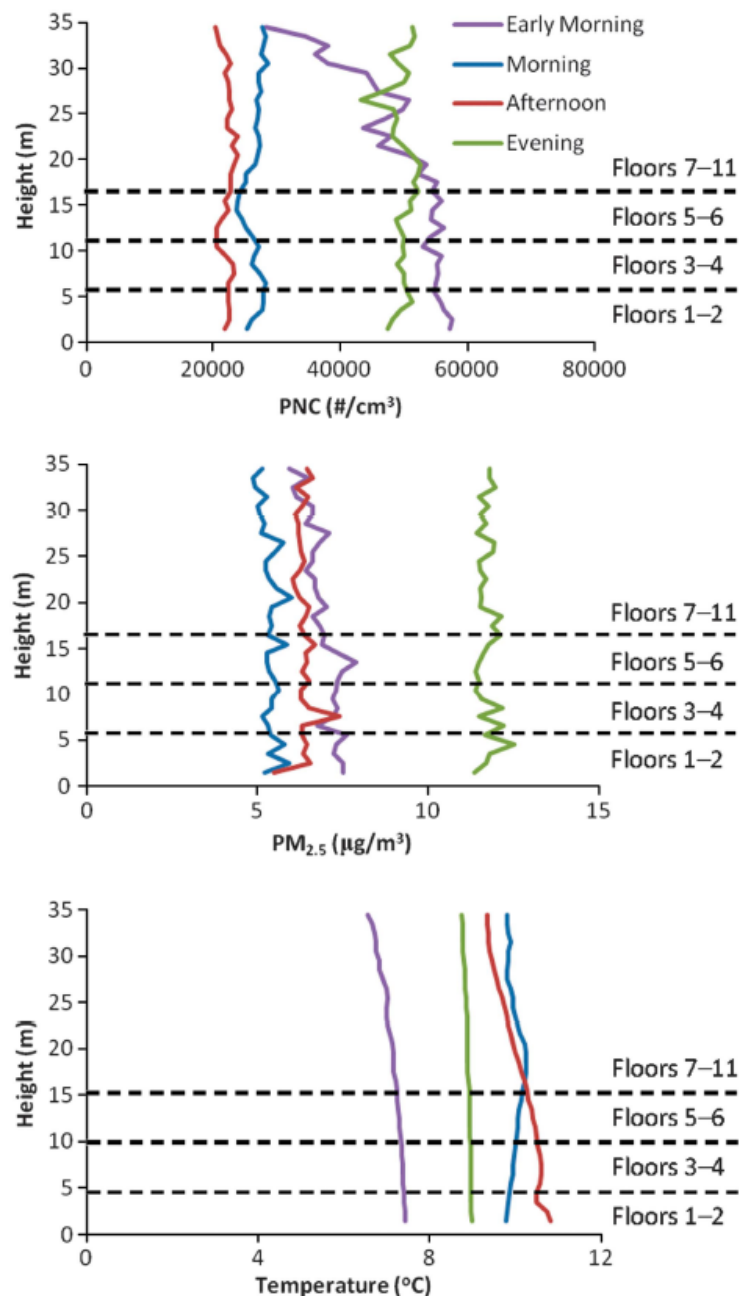 35
30
25
20
15
10
5
0
Height (m)
Early Morning
Morning
Afternoon
Evening
Floors 7–11
Floors 5–6
Floors 3–4
Floors 1–2
0 20000 40000 60000 80000
PNC (#/cm³)
35
30
25
20
15
10
5
0
Height (m)
Floors 7–11
Floors 5–6
Floors 3–4
Floors 1–2
0 5 10 15
PM₂.₅ (µg/m³)
35
30
25
20
15
10
5
0
Height (m)
Floors 7–11
Floors 5–6
Floors 3–4
Floors 1–2
0 4 8 12
Temperature (°C)